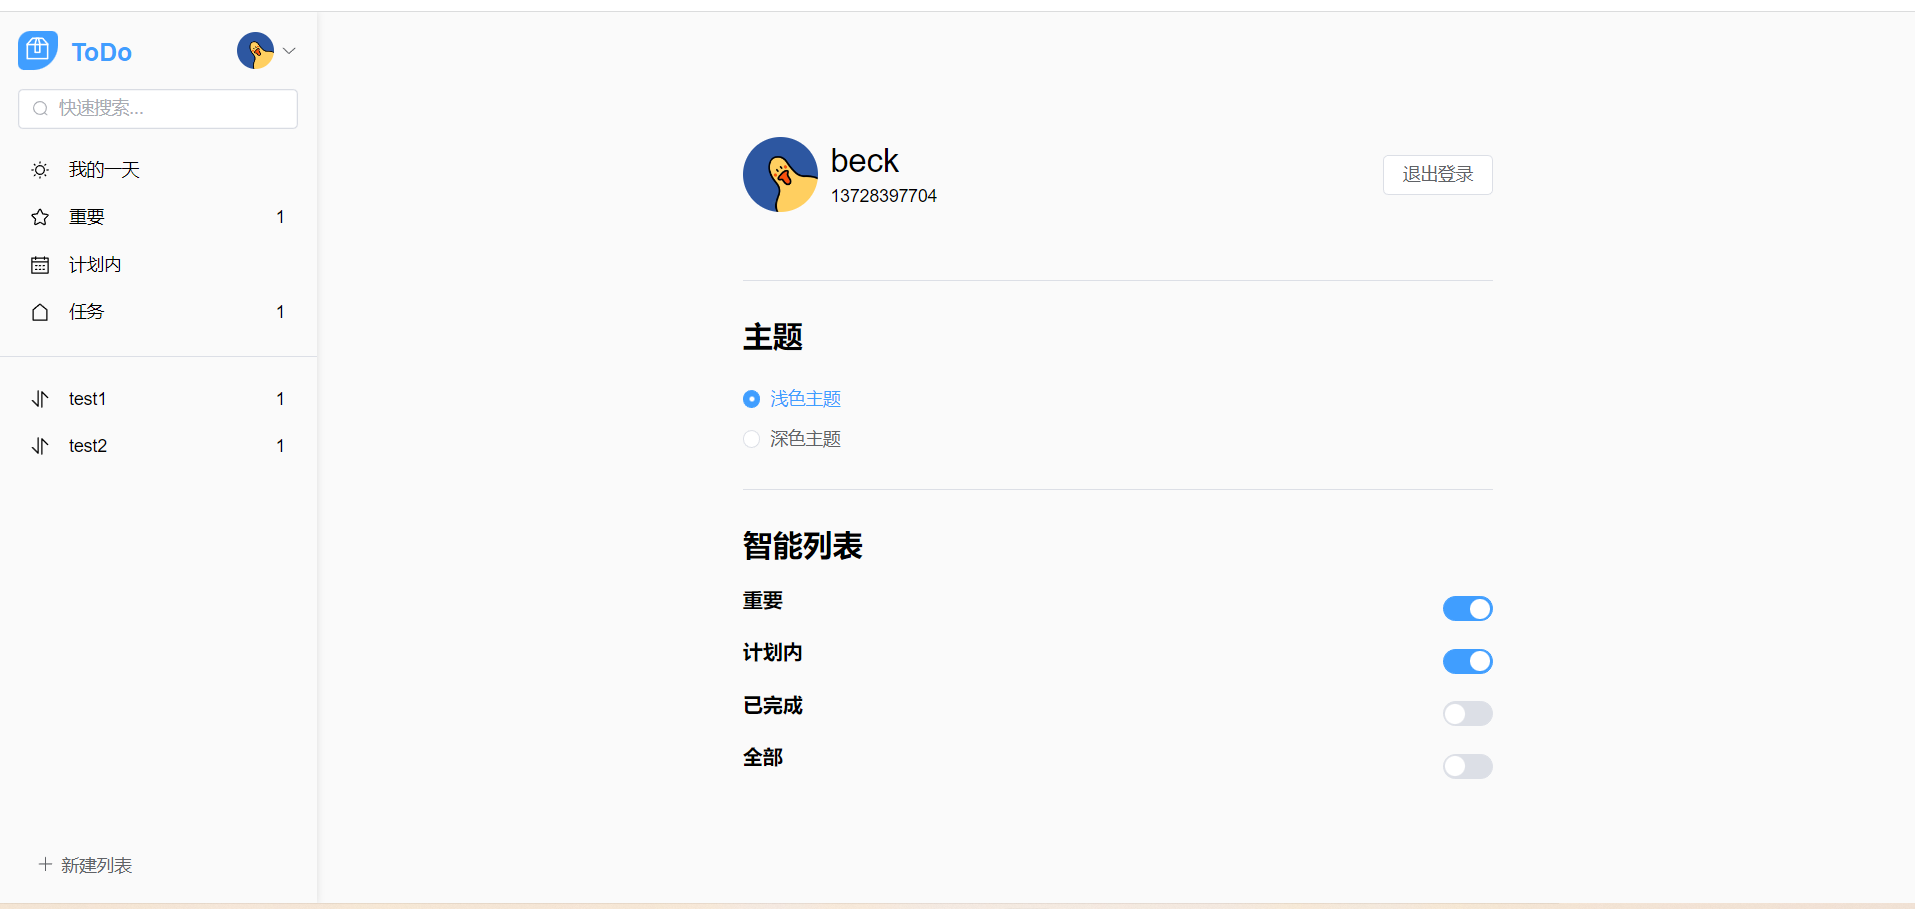 ToDo
快速搜索...
我的一天
重要 1
计划内
任务 1
test1 1
test2 1
新建列表
beck
13728397704
退出登录
主题
浅色主题
深色主题
智能列表
重要
计划内
已完成
全部